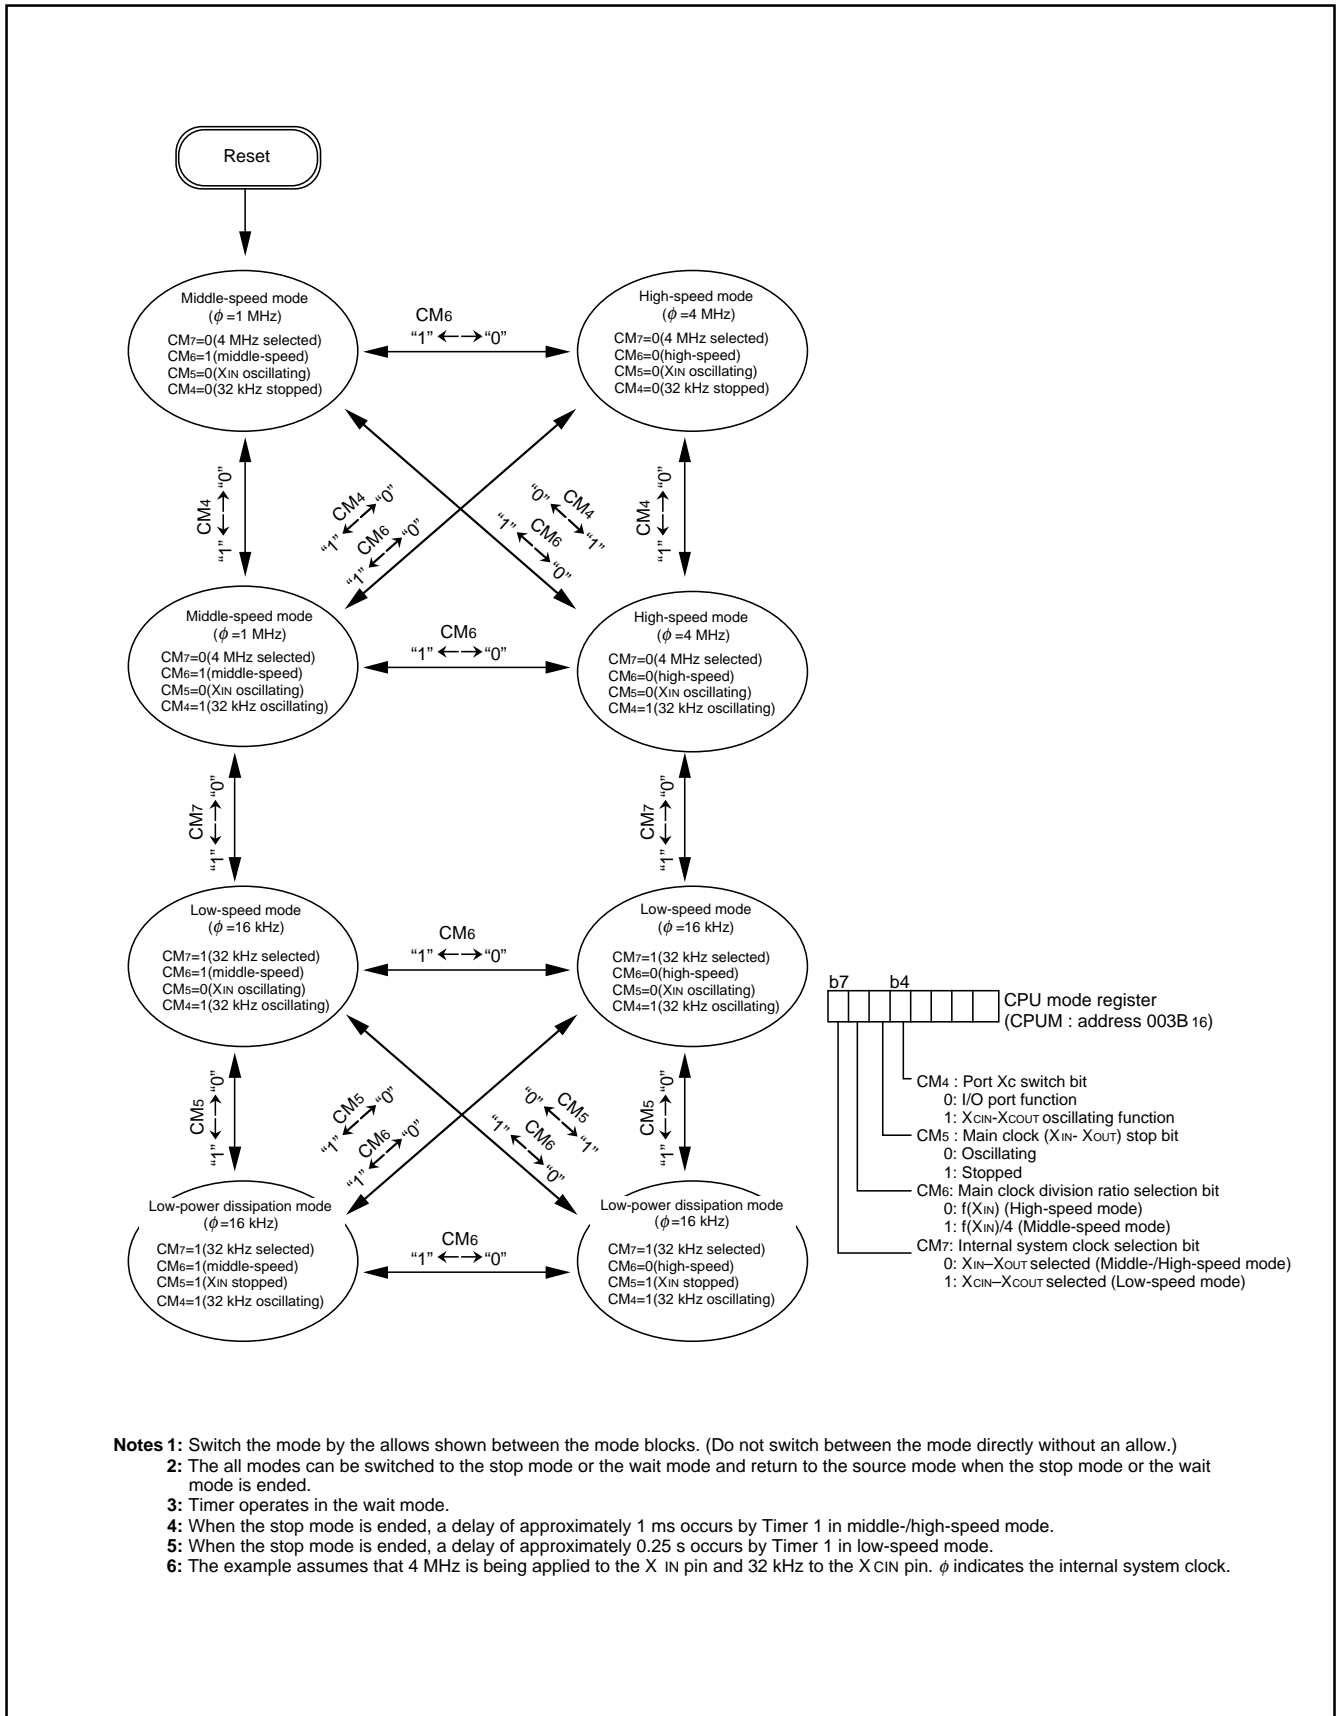 Reset
Middle-speed mode
(ϕ =1 MHz)
CM7=0(4 MHz selected)
CM6=1(middle-speed)
CM5=0(XIN oscillating)
CM4=0(32 kHz stopped)
CM6
“1” ←→ “0”
High-speed mode
(ϕ =4 MHz)
CM7=0(4 MHz selected)
CM6=0(high-speed)
CM5=0(XIN oscillating)
CM4=0(32 kHz stopped)
CM4
“1” ←→ “0”
CM4
“1” ←→ “0”
CM6
“1” ←→ “0”
CM4
“0” ←→ “1”
CM6
“1” ←→ “0”
CM4
“1” ←→ “0”
Middle-speed mode
(ϕ =1 MHz)
CM7=0(4 MHz selected)
CM6=1(middle-speed)
CM5=0(XIN oscillating)
CM4=1(32 kHz oscillating)
CM6
“1” ←→ “0”
High-speed mode
(ϕ =4 MHz)
CM7=0(4 MHz selected)
CM6=0(high-speed)
CM5=0(XIN oscillating)
CM4=1(32 kHz oscillating)
CM7
“1” ←→ “0”
CM7
“1” ←→ “0”
Low-speed mode
(ϕ =16 kHz)
CM7=1(32 kHz selected)
CM6=1(middle-speed)
CM5=0(XIN oscillating)
CM4=1(32 kHz oscillating)
CM6
“1” ←→ “0”
Low-speed mode
(ϕ =16 kHz)
CM7=1(32 kHz selected)
CM6=0(high-speed)
CM5=0(XIN oscillating)
CM4=1(32 kHz oscillating)
CM5
“1” ←→ “0”
CM5
“1” ←→ “0”
CM6
“1” ←→ “0”
CM5
“0” ←→ “1”
CM6
“1” ←→ “0”
CM5
“1” ←→ “0”
Low-power dissipation mode
(ϕ =16 kHz)
CM7=1(32 kHz selected)
CM6=1(middle-speed)
CM5=1(XIN stopped)
CM4=1(32 kHz oscillating)
CM6
“1” ←→ “0”
Low-power dissipation mode
(ϕ =16 kHz)
CM7=1(32 kHz selected)
CM6=0(high-speed)
CM5=1(XIN stopped)
CM4=1(32 kHz oscillating)
b7 b4
CPU mode register
(CPUM : address 003B 16)
CM4 : Port Xc switch bit
0: I/O port function
1: XCIN-XCOUT oscillating function
CM5 : Main clock (XIN- XOUT) stop bit
0: Oscillating
1: Stopped
CM6: Main clock division ratio selection bit
0: f(XIN) (High-speed mode)
1: f(XIN)/4 (Middle-speed mode)
CM7: Internal system clock selection bit
0: XIN–XOUT selected (Middle-/High-speed mode)
1: XCIN–XCOUT selected (Low-speed mode)
Notes 1: Switch the mode by the allows shown between the mode blocks. (Do not switch between the mode directly without an allow.)
2: The all modes can be switched to the stop mode or the wait mode and return to the source mode when the stop mode or the wait
mode is ended.
3: Timer operates in the wait mode.
4: When the stop mode is ended, a delay of approximately 1 ms occurs by Timer 1 in middle-/high-speed mode.
5: When the stop mode is ended, a delay of approximately 0.25 s occurs by Timer 1 in low-speed mode.
6: The example assumes that 4 MHz is being applied to the X IN pin and 32 kHz to the X CIN pin. ϕ indicates the internal system clock.